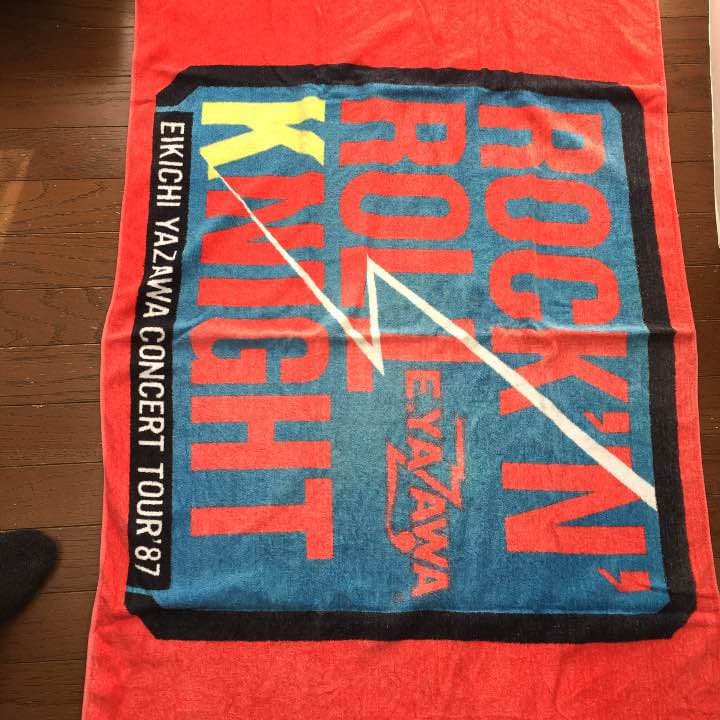 ROCK'N'
ROLL
E.YAZAWA
KNIGHT
EIKICHI YAZAWA CONCERT TOUR'87